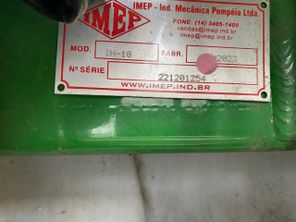 IMEP - Ind. Mecânica Pompéia Ltda.
IMEP
FONE: (14) 3405-1400
vendas@imep.ind.br
imep@imep.ind.br
MOD. IH-18 FABR. 2023
Nº SÉRIE 221201254
WWW.IMEP.IND.BR